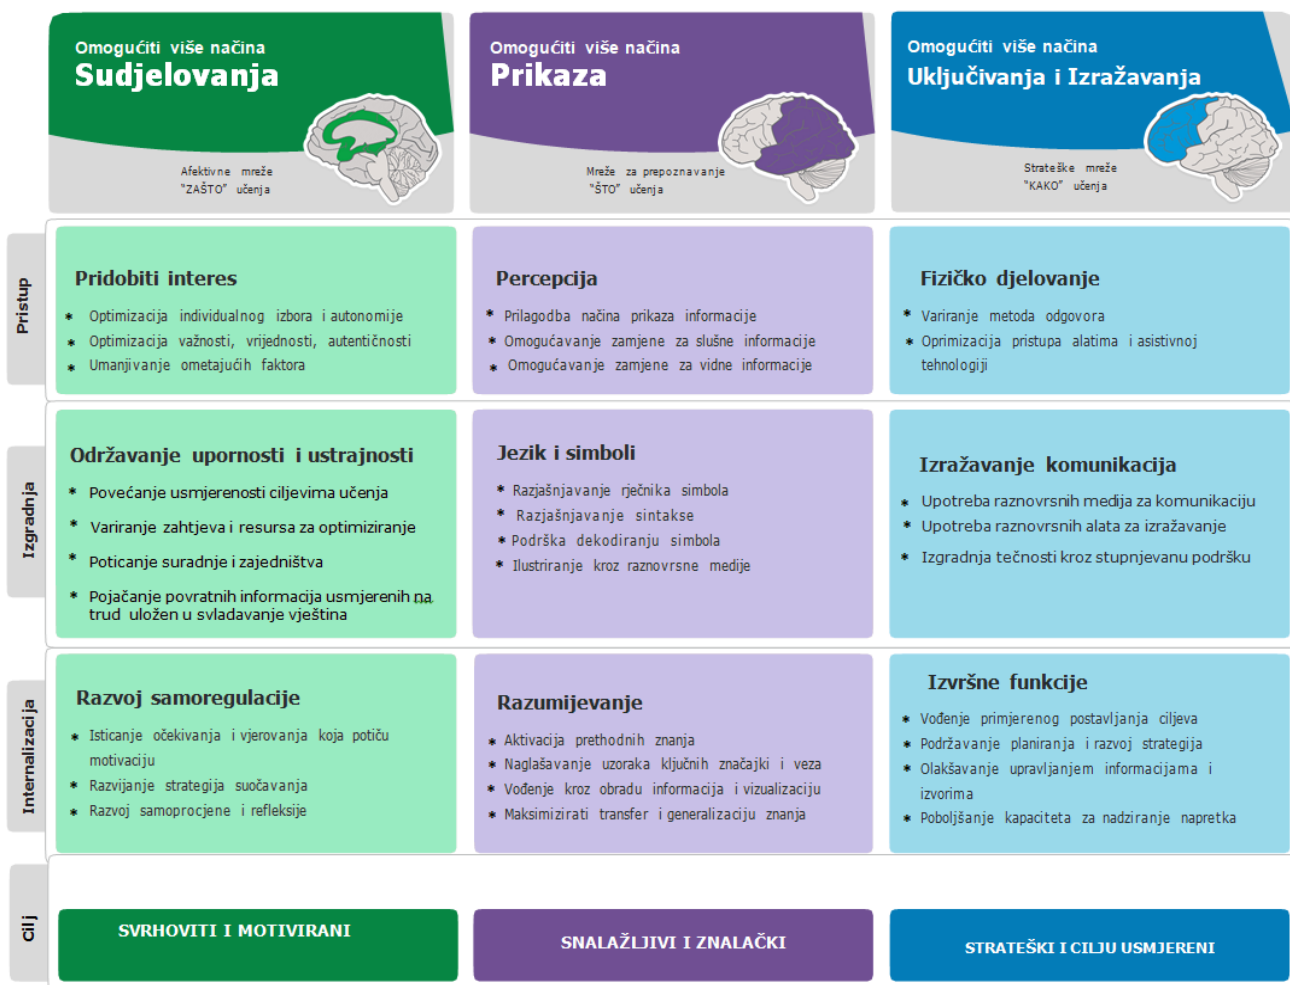 Omogućiti više načina
Sudjelovanja
Afektivne mreže
"ZAŠTO" učenja
Omogućiti više načina
Prikaza
Mreže za prepoznavanje
"ŠTO" učenja
Omogućiti više načina
Uključivanja i Izražavanja
Strateške mreže
"KAKO" učenja
Pristup
Pridobiti interes
* Optimizacija individualnog izbora i autonomije
* Optimizacija važnosti, vrijednosti, autentičnosti
* Umanjivanje ometajućih faktora
Percepcija
* Prilagodba načina prikaza informacije
* Omogućavanje zamjene za slušne informacije
* Omogućavanje zamjene za vidne informacije
Fizičko djelovanje
* Variranje metoda odgovora
* Oprimizacija pristupa alatima i asistivnoj
tehnologiji
Izgradnja
Održavanje upornosti i ustrajnosti
* Povećanje usmjerenosti ciljevima učenja
* Variranje zahtjeva i resursa za optimiziranje
* Poticanje suradnje i zajedništva
* Pojačanje povratnih informacija usmjerenih na
trud uložen u svladavanje vještina
Jezik i simboli
* Razjašnjavanje rječnika simbola
* Razjašnjavanje sintakse
* Podrška dekodiranju simbola
* Ilustriranje kroz raznovrsne medije
Izražavanje komunikacija
* Upotreba raznovrsnih medija za komunikaciju
* Upotreba raznovrsnih alata za izražavanje
* Izgradnja tečnosti kroz stupnjevanu podršku
Internalizacija
Razvoj samoregulacije
* Isticanje očekivanja i vjerovanja koja potiču
motivaciju
* Razvijanje strategija suočavanja
* Razvoj samoprocjene i refleksije
Razumijevanje
* Aktivacija prethodnih znanja
* Naglašavanje uzoraka ključnih značajki i veza
* Vođenje kroz obradu informacija i vizualizaciju
* Maksimizirati transfer i generalizaciju znanja
Izvršne funkcije
* Vođenje primjerenog postavljanja ciljeva
* Podržavanje planiranja i razvoj strategija
* Olakšavanje upravljanjem informacijama i
izvorima
* Poboljšanje kapaciteta za nadziranje napretka
Cilj
SVRHOVITI I MOTIVIRANI
SNALAŽLJIVI I ZNALAČKI
STRATEŠKI I CILJU USMJERENI